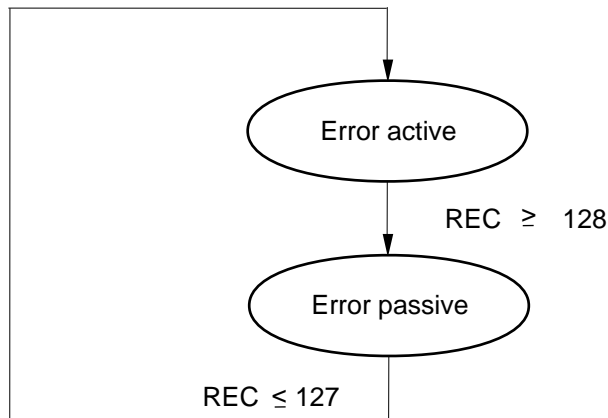 Error active
REC ≥ 128
Error passive
REC ≤ 127